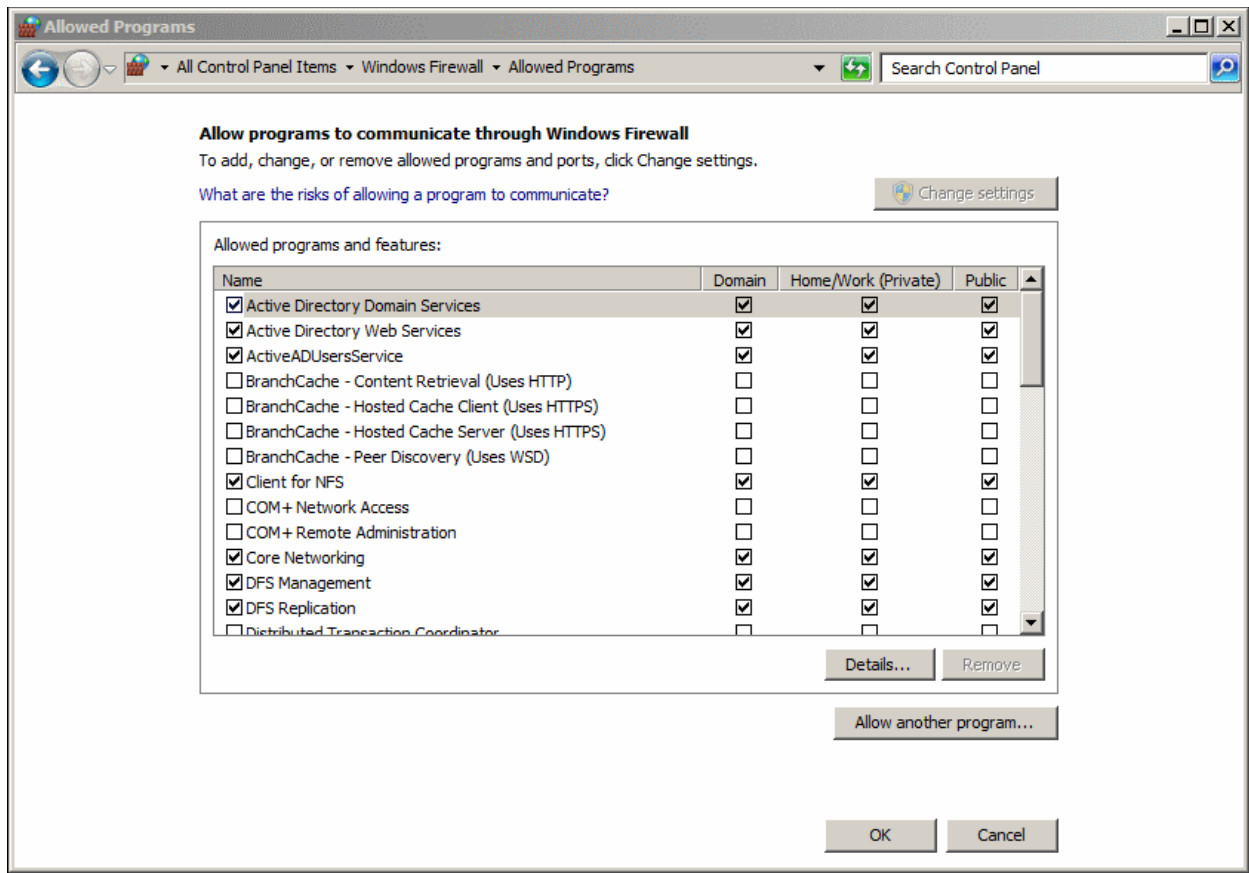 Allowed Programs
All Control Panel Items Windows Firewall Allowed Programs Search Control Panel
Allow programs to communicate through Windows Firewall
To add, change, or remove allowed programs and ports, click Change settings.
What are the risks of allowing a program to communicate? Change settings
Allowed programs and features:
Name Domain Home/Work (Private) Public
Active Directory Domain Services
Active Directory Web Services
ActiveADUsersService
BranchCache - Content Retrieval (Uses HTTP)
BranchCache - Hosted Cache Client (Uses HTTPS)
BranchCache - Hosted Cache Server (Uses HTTPS)
BranchCache - Peer Discovery (Uses WSD)
Client for NFS
COM+ Network Access
COM+ Remote Administration
Core Networking
DFS Management
DFS Replication
Distributed Transaction Coordinator
Details... Remove
Allow another program...
OK Cancel